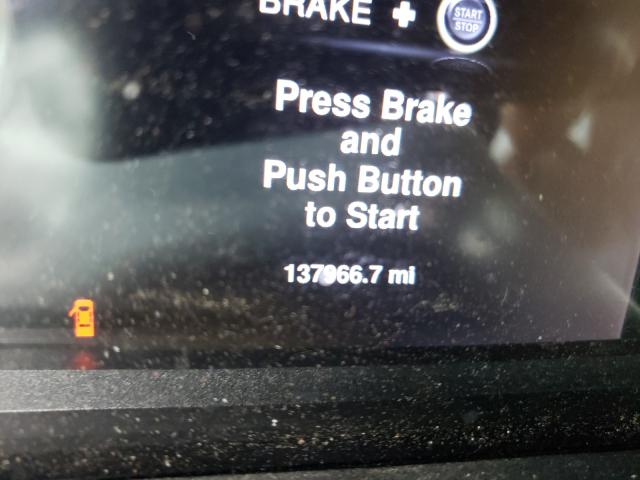 BRAKE + START
STOP
Press Brake
and
Push Button
to Start
137966.7 mi